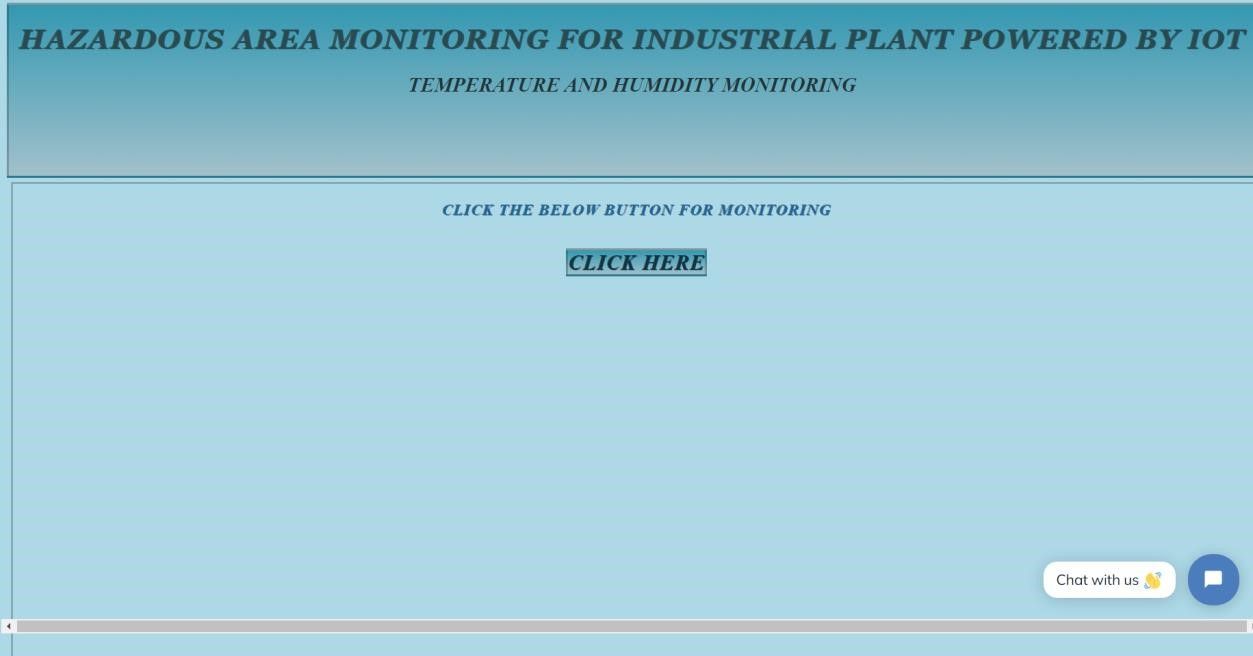 HAZARDOUS AREA MONITORING FOR INDUSTRIAL PLANT POWERED BY IOT
TEMPERATURE AND HUMIDITY MONITORING
CLICK THE BELOW BUTTON FOR MONITORING
CLICK HERE
Chat with us 👋